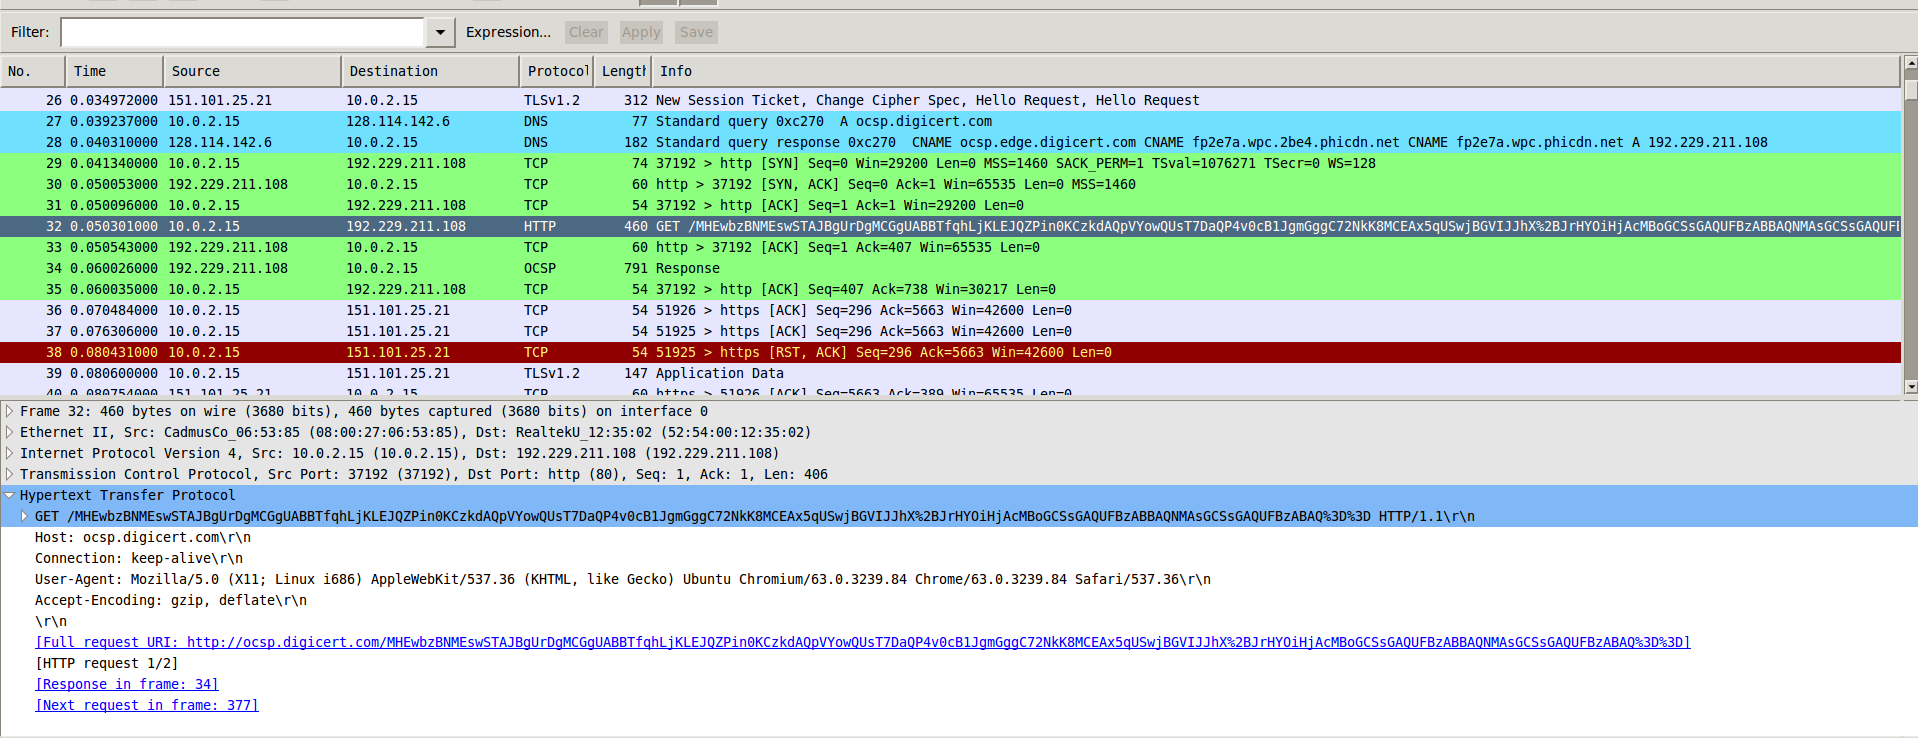 Filter: Expression... Clear Apply Save
No. Time Source Destination Protocol Length Info
26 0.034972000 151.101.25.21 10.0.2.15 TLSv1.2 312 New Session Ticket, Change Cipher Spec, Hello Request, Hello Request
27 0.039237000 10.0.2.15 128.114.142.6 DNS 77 Standard query 0xc270 A ocsp.digicert.com
28 0.040310000 128.114.142.6 10.0.2.15 DNS 182 Standard query response 0xc270 CNAME ocsp.edge.digicert.com CNAME fp2e7a.wpc.2be4.phicdn.net CNAME fp2e7a.wpc.phicdn.net A 192.229.211.108
29 0.041340000 10.0.2.15 192.229.211.108 TCP 74 37192 > http [SYN] Seq=0 Win=29200 Len=0 MSS=1460 SACK_PERM=1 TSval=1076271 TSecr=0 WS=128
30 0.050053000 192.229.211.108 10.0.2.15 TCP 60 http > 37192 [SYN, ACK] Seq=0 Ack=1 Win=65535 Len=0 MSS=1460
31 0.050096000 10.0.2.15 192.229.211.108 TCP 54 37192 > http [ACK] Seq=1 Ack=1 Win=29200 Len=0
32 0.050301000 10.0.2.15 192.229.211.108 HTTP 460 GET /MHEwbzBNMEswSTAJBgUrDgMCGgUABBTfqhLjKLEJQZPin0KCzkdAQpVYowQUsT7DaQP4v0cB1JgmGggC72NkK8MCEAx5qUSwjBGVIJJhX%2BJrHYOiHjAcMBoGCSsGAQUFBzABBAQNMAsGCSsGAQUF
33 0.050543000 192.229.211.108 10.0.2.15 TCP 60 http > 37192 [ACK] Seq=1 Ack=407 Win=65535 Len=0
34 0.060026000 192.229.211.108 10.0.2.15 OCSP 791 Response
35 0.060035000 10.0.2.15 192.229.211.108 TCP 54 37192 > http [ACK] Seq=407 Ack=738 Win=30217 Len=0
36 0.070484000 10.0.2.15 151.101.25.21 TCP 54 51926 > https [ACK] Seq=296 Ack=5663 Win=42600 Len=0
37 0.076306000 10.0.2.15 151.101.25.21 TCP 54 51925 > https [ACK] Seq=296 Ack=5663 Win=42600 Len=0
38 0.080431000 10.0.2.15 151.101.25.21 TCP 54 51925 > https [RST, ACK] Seq=296 Ack=5663 Win=42600 Len=0
39 0.080600000 10.0.2.15 151.101.25.21 TLSv1.2 147 Application Data
40 0.080754000 151.101.25.21 10.0.2.15 TCP 60 https > 51926 [ACK] Seq=5663 Ack=389 Win=65535 Len=0
Frame 32: 460 bytes on wire (3680 bits), 460 bytes captured (3680 bits) on interface 0
Ethernet II, Src: CadmusCo_06:53:85 (08:00:27:06:53:85), Dst: RealtekU_12:35:02 (52:54:00:12:35:02)
Internet Protocol Version 4, Src: 10.0.2.15 (10.0.2.15), Dst: 192.229.211.108 (192.229.211.108)
Transmission Control Protocol, Src Port: 37192 (37192), Dst Port: http (80), Seq: 1, Ack: 1, Len: 406
Hypertext Transfer Protocol
GET /MHEwbzBNMEswSTAJBgUrDgMCGgUABBTfqhLjKLEJQZPin0KCzkdAQpVYowQUsT7DaQP4v0cB1JgmGggC72NkK8MCEAx5qUSwjBGVIJJhX%2BJrHYOiHjAcMBoGCSsGAQUFBzABBAQNMAsGCSsGAQUFBzABAQ%3D%3D HTTP/1.1\r\n
Host: ocsp.digicert.com\r\n
Connection: keep-alive\r\n
User-Agent: Mozilla/5.0 (X11; Linux i686) AppleWebKit/537.36 (KHTML, like Gecko) Ubuntu Chromium/63.0.3239.84 Chrome/63.0.3239.84 Safari/537.36\r\n
Accept-Encoding: gzip, deflate\r\n
\r\n
[Full request URI: http://ocsp.digicert.com/MHEwbzBNMEswSTAJBgUrDgMCGgUABBTfqhLjKLEJQZPin0KCzkdAQpVYowQUsT7DaQP4v0cB1JgmGggC72NkK8MCEAx5qUSwjBGVIJJhX%2BJrHYOiHjAcMBoGCSsGAQUFBzABBAQNMAsGCSsGAQUFBzABAQ%3D%3D]
[HTTP request 1/2]
[Response in frame: 34]
[Next request in frame: 377]